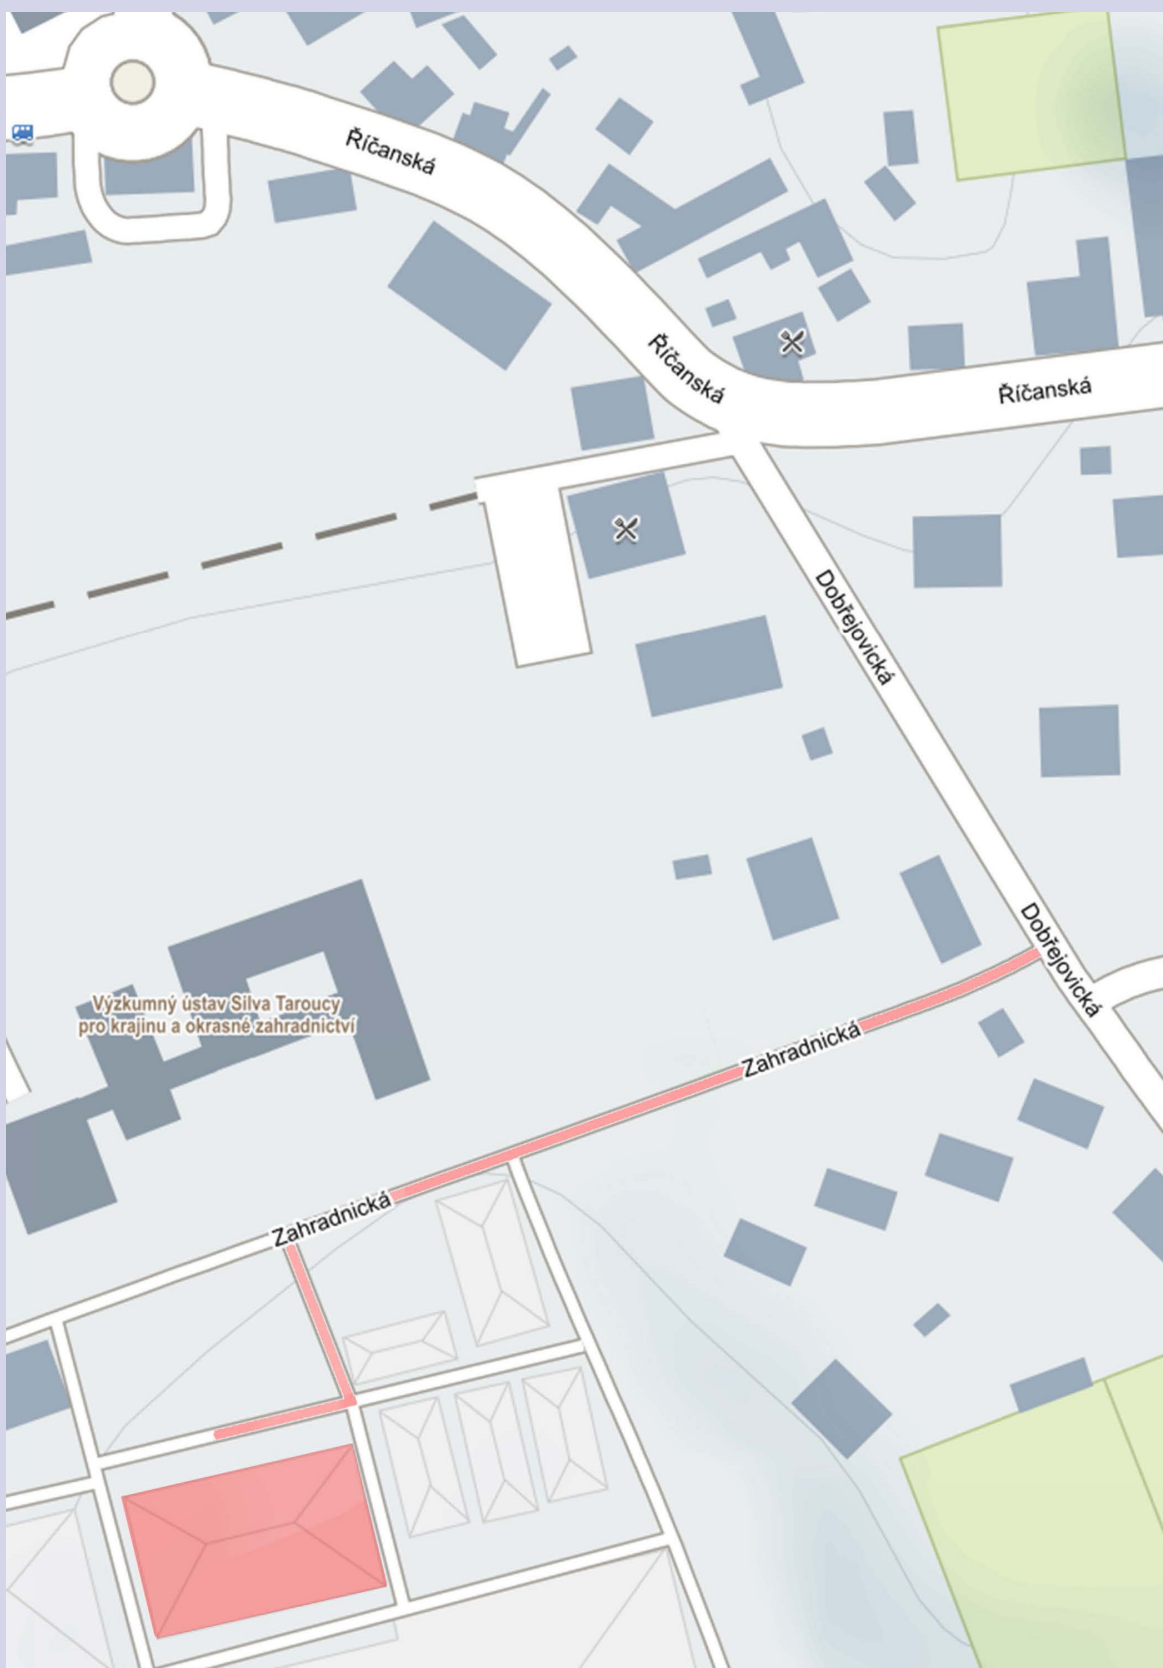 Říčanská
Říčanská
Říčanská
Dobřejovická
Dobřejovická
Výzkumný ústav Silva Taroucy
pro krajinu a okrasné zahradnictví
Zahradnická
Zahradnická